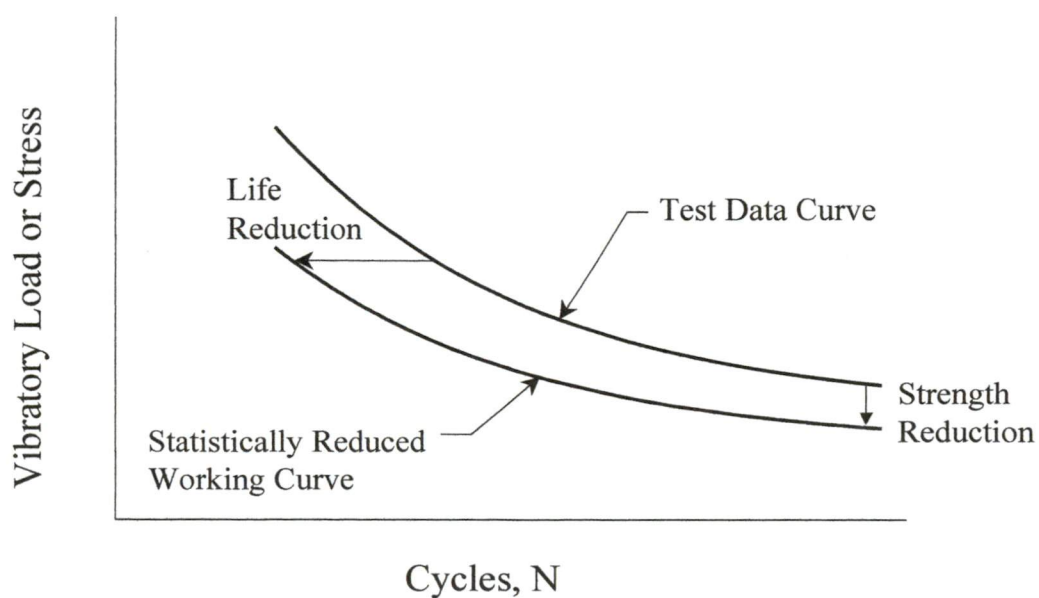 Vibratory Load or Stress
Life
Reduction
Test Data Curve
Strength
Reduction
Statistically Reduced
Working Curve
Cycles, N